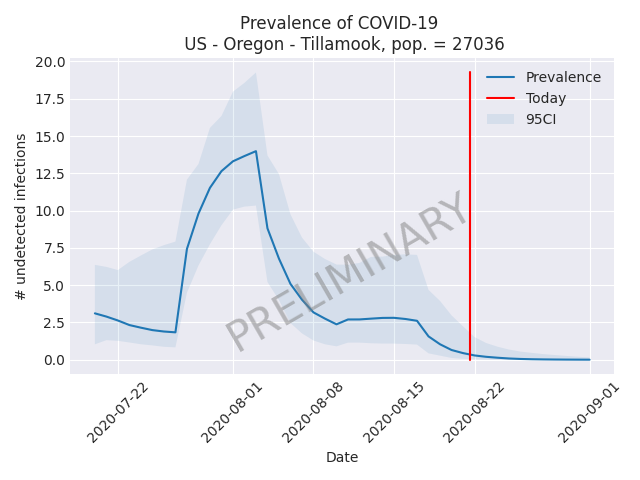 Prevalence of COVID-19
US - Oregon - Tillamook, pop. = 27036
20.0
17.5
15.0
12.5
10.0
7.5
5.0
2.5
0.0
# undetected infections
Prevalence
Today
95CI
PRELIMINARY
2020-07-22
2020-08-01
2020-08-08
2020-08-15
2020-08-22
2020-09-01
Date